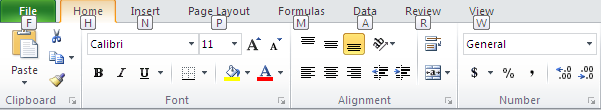 File Home Insert Page Layout Formulas Data Review View
F H N P M A R W
Calibri 11 A A General
Paste B I U A $ % , .0 .00 .00 .0
Clipboard Font Alignment Number